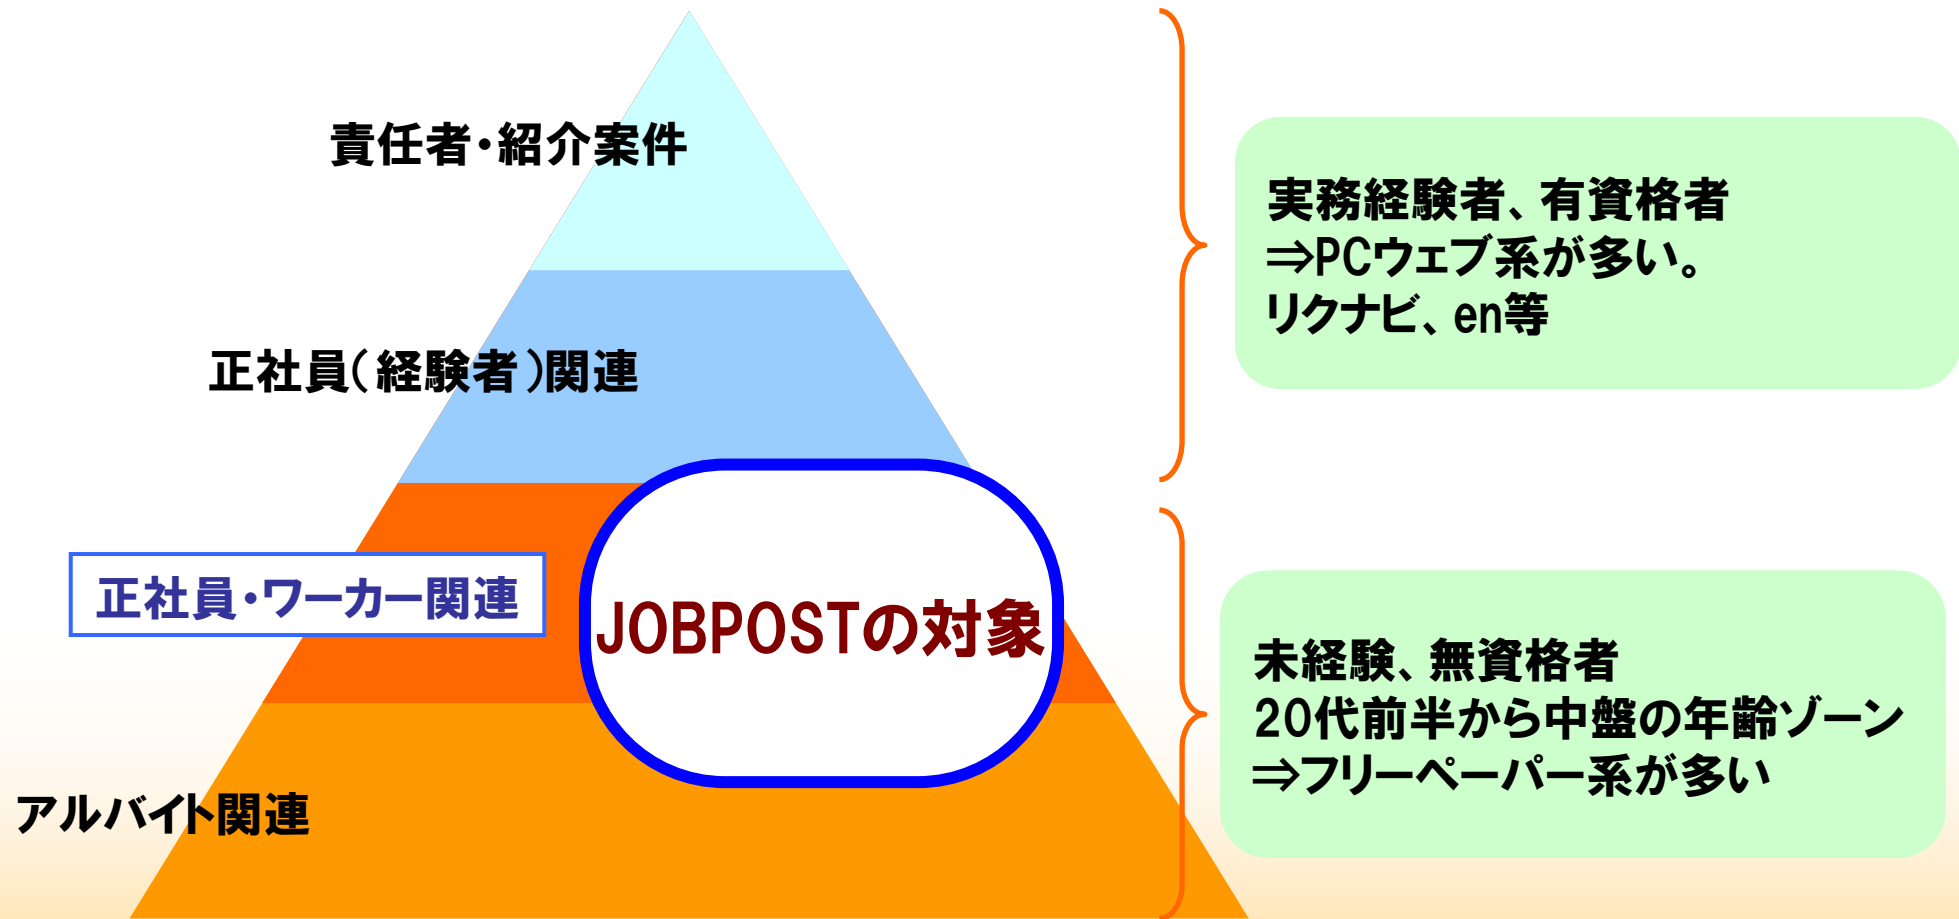 責任者・紹介案件
正社員（経験者）関連
正社員・ワーカー関連
アルバイト関連
JOBPOSTの対象
実務経験者、有資格者
⇒PCウェブ系が多い。
リクナビ、en等
未経験、無資格者
20代前半から中盤の年齢ゾーン
⇒フリーペーパー系が多い